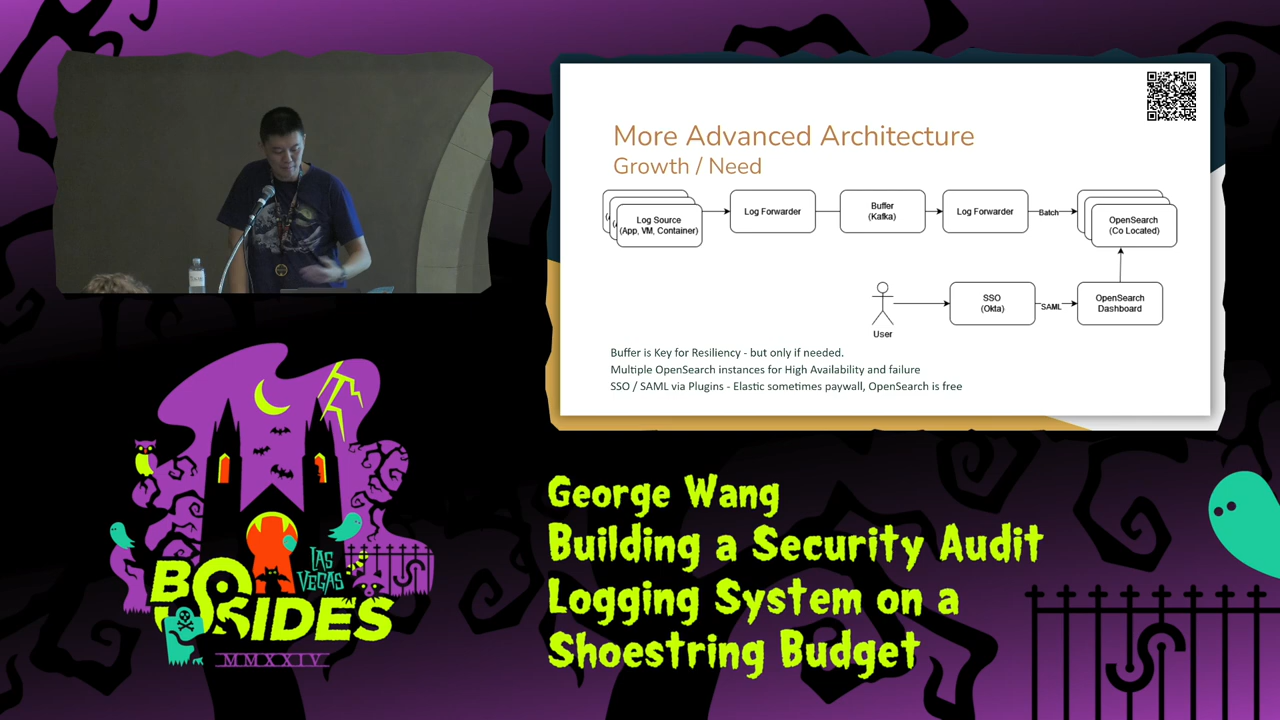 More Advanced Architecture
Growth / Need
Log Source
(App, VM, Container)
Log Forwarder
Buffer
(Kafka)
Log Forwarder
Batch
OpenSearch
(Co Located)
User
SSO
(Okta)
SAML
OpenSearch
Dashboard
Buffer is Key for Resiliency - but only if needed.
Multiple OpenSearch instances for High Availability and failure
SSO / SAML via Plugins - Elastic sometimes paywall, OpenSearch is free
LAS
VEGAS
BSIDES
MMXXIV
George Wang
Building a Security Audit
Logging System on a
Shoestring Budget